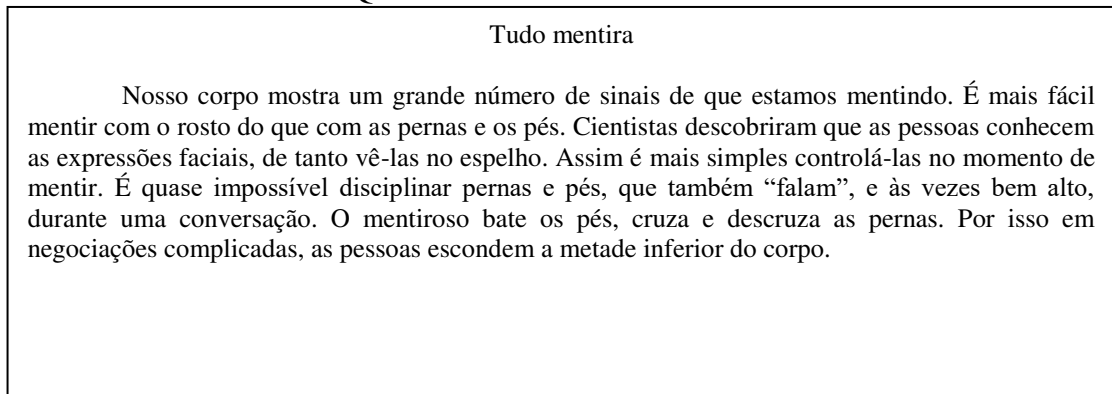 Tudo mentira
Nosso corpo mostra um grande número de sinais de que estamos mentindo. É mais fácil
mentir com o rosto do que com as pernas e os pés. Cientistas descobriram que as pessoas conhecem
as expressões faciais, de tanto vê-las no espelho. Assim é mais simples controlá-las no momento de
mentir. É quase impossível disciplinar pernas e pés, que também “falam”, e às vezes bem alto,
durante uma conversação. O mentiroso bate os pés, cruza e descruza as pernas. Por isso em
negociações complicadas, as pessoas escondem a metade inferior do corpo.